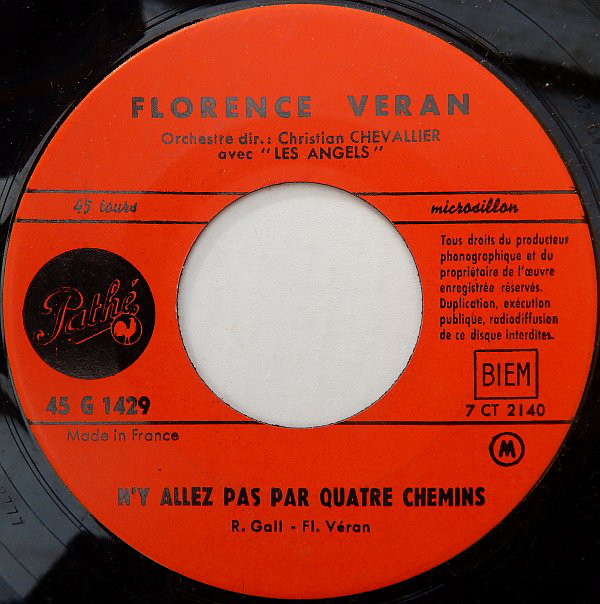 FLORENCE VERAN
Orchestre dir.: Christian CHEVALLIER
avec "LES ANGELS"
45 tours
microsillon
Tous droits du producteur
phonographique et du
propriétaire de l'œuvre
enregistrée réservés.
Duplication, exécution
publique, radiodiffusion
de ce disque interdites.
Pathé
BIEM
45 G 1429
7 CT 2140
Made in France
M
N'Y ALLEZ PAS PAR QUATRE CHEMINS
R. Gall - Fl. Véran